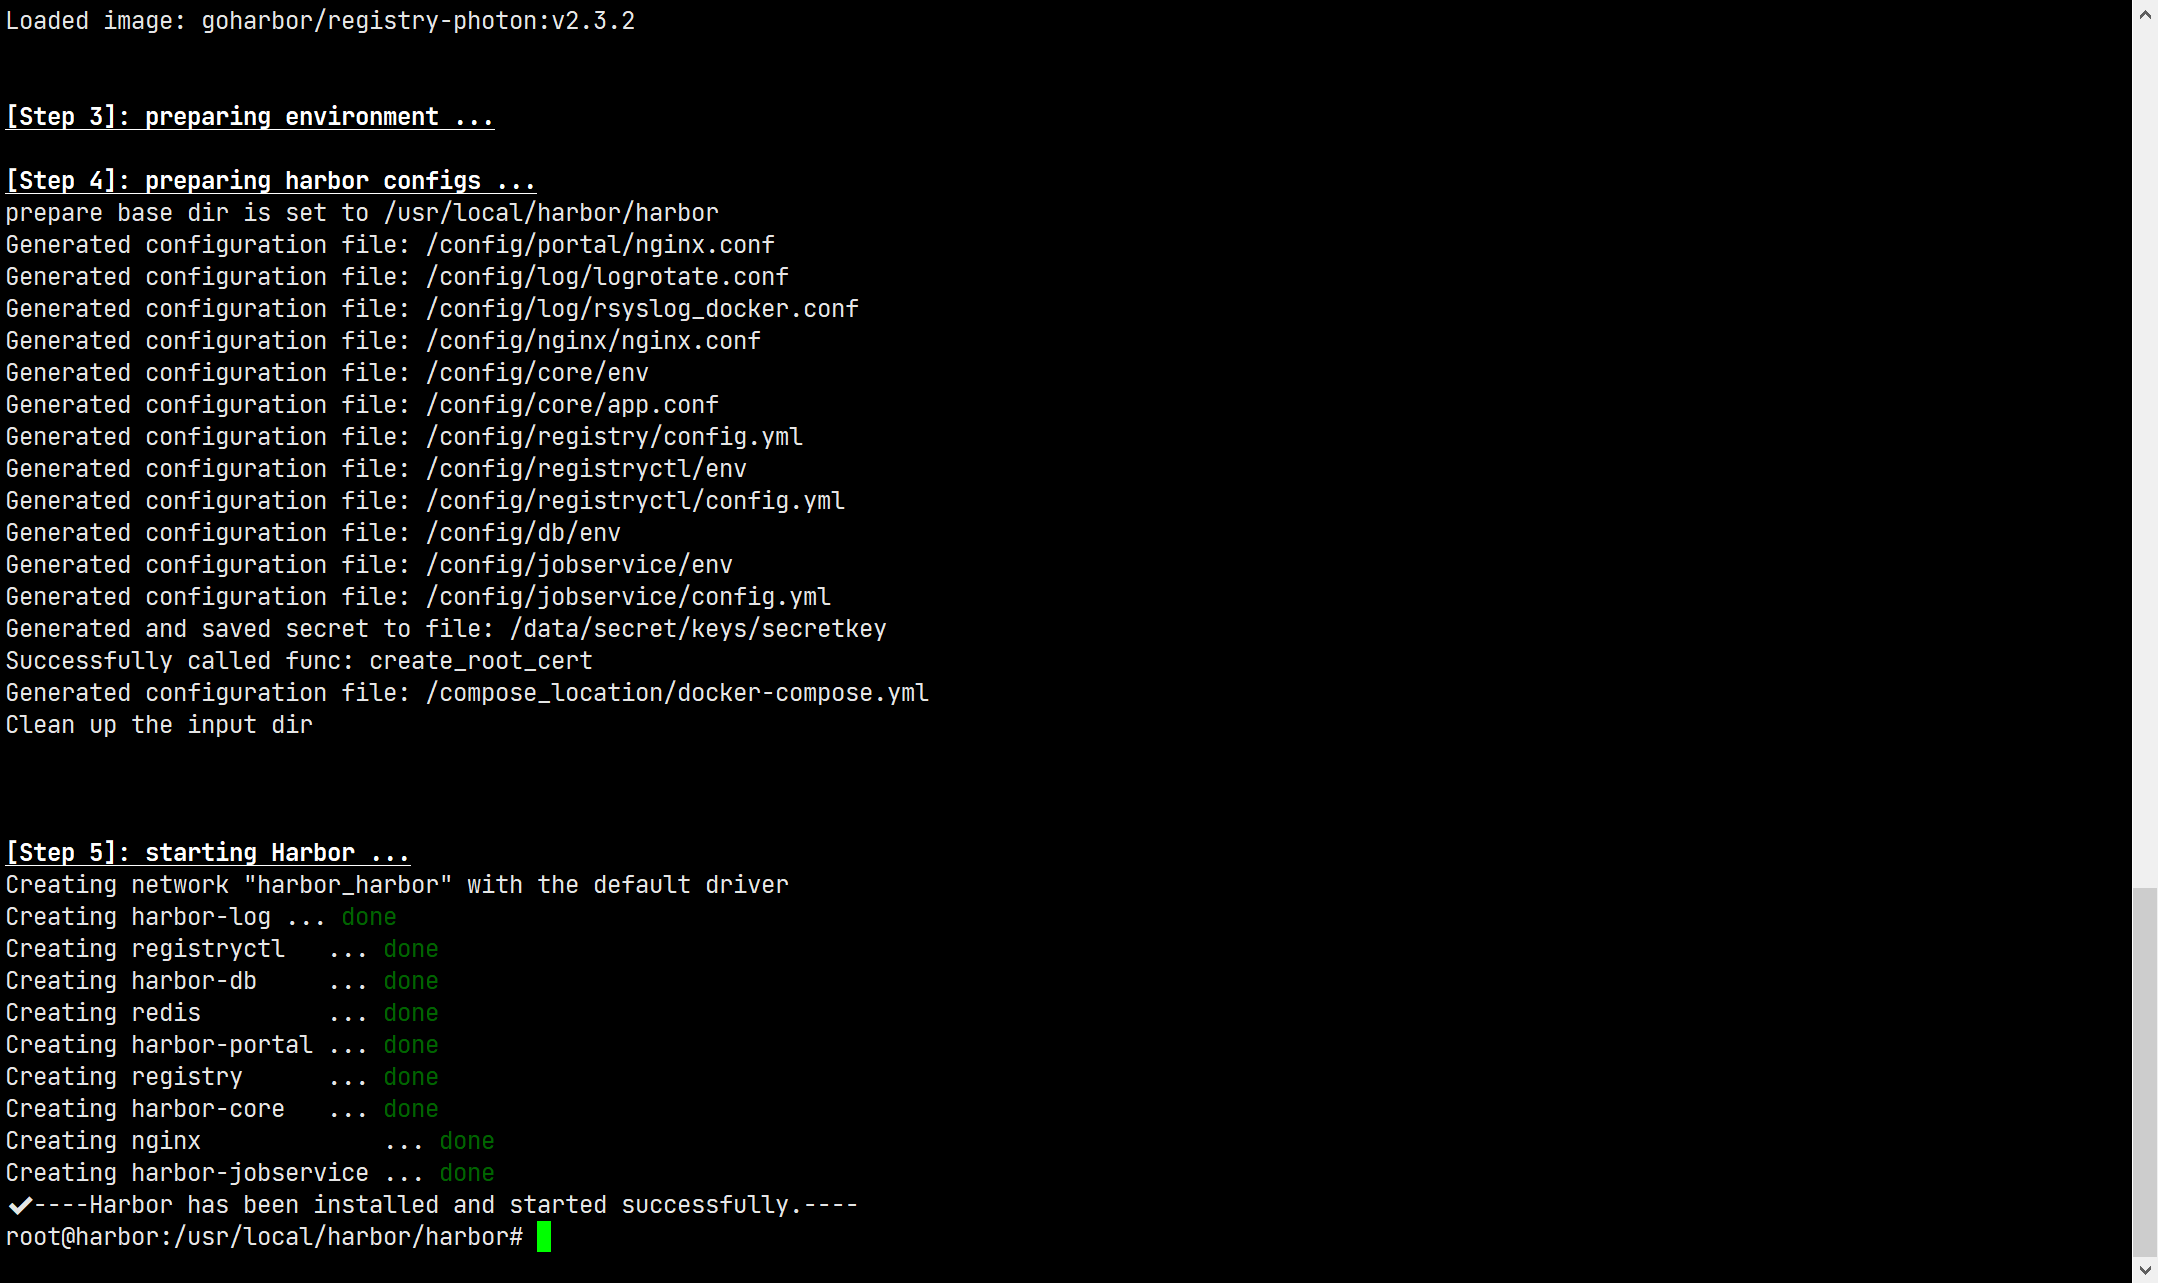 Loaded image: goharbor/registry-photon:v2.3.2
[Step 3]: preparing environment ...
[Step 4]: preparing harbor configs ...
prepare base dir is set to /usr/local/harbor/harbor
Generated configuration file: /config/portal/nginx.conf
Generated configuration file: /config/log/logrotate.conf
Generated configuration file: /config/log/rsyslog_docker.conf
Generated configuration file: /config/nginx/nginx.conf
Generated configuration file: /config/core/env
Generated configuration file: /config/core/app.conf
Generated configuration file: /config/registry/config.yml
Generated configuration file: /config/registryctl/env
Generated configuration file: /config/registryctl/config.yml
Generated configuration file: /config/db/env
Generated configuration file: /config/jobservice/env
Generated configuration file: /config/jobservice/config.yml
Generated and saved secret to file: /data/secret/keys/secretkey
Successfully called func: create_root_cert
Generated configuration file: /compose_location/docker-compose.yml
Clean up the input dir
[Step 5]: starting Harbor ...
Creating network "harbor_harbor" with the default driver
Creating harbor-log ... done
Creating registryctl   ... done
Creating harbor-db     ... done
Creating redis         ... done
Creating harbor-portal ... done
Creating registry      ... done
Creating harbor-core   ... done
Creating nginx             ... done
Creating harbor-jobservice ... done
✔----Harbor has been installed and started successfully.----
root@harbor:/usr/local/harbor/harbor#